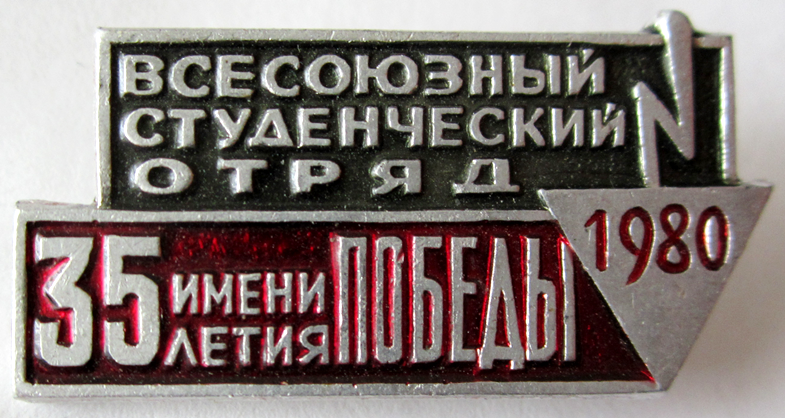 ВСЕСОЮЗНЫЙ
СТУДЕНЧЕСКИЙ
ОТРЯД
1980
35 ИМЕНИ ЛЕТИЯ ПОБЕДЫ